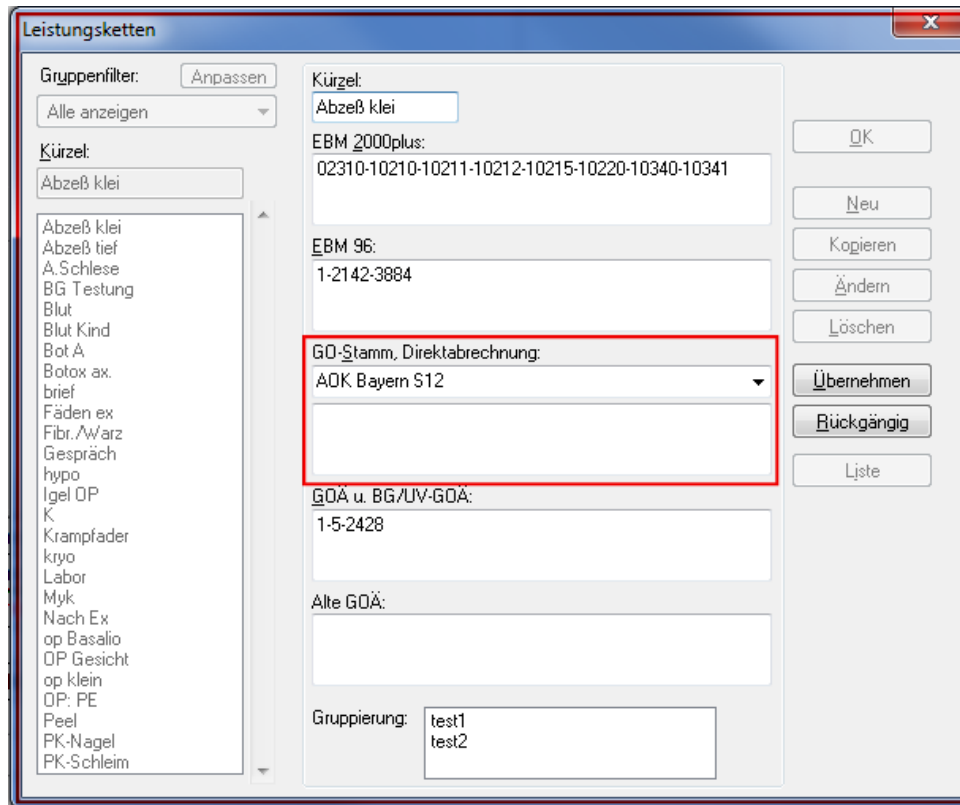 Leistungsketten
Gruppenfilter:
Anpassen
Alle anzeigen
Kürzel:
Abzeß klei
Abzeß klei
Abzeß tief
A.Schlese
BG Testung
Blut
Blut Kind
Bot A
Botox ax.
brief
Fäden ex
Fibr./Warz
Gespräch
hypo
Igel OP
K
Krampfader
kryo
Labor
Myk
Nach Ex
op Basalio
OP Gesicht
op klein
OP: PE
Peel
PK-Nagel
PK-Schleim
Kürzel:
Abzeß klei
EBM 2000plus:
02310-10210-10211-10212-10215-10220-10340-10341
EBM 96:
1-2142-3884
GO-Stamm, Direktabrechnung:
AOK Bayern S12
GOÄ u. BG/UV-GOÄ:
1-5-2428
Alte GOÄ:
Gruppierung:
test1
test2
OK
Neu
Kopieren
Ändern
Löschen
Übernehmen
Rückgängig
Liste